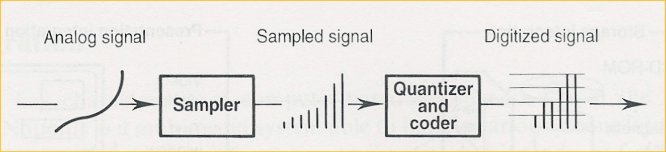 Analog signal
Sampled signal
Digitized signal
Sampler
Quantizer
and
coder